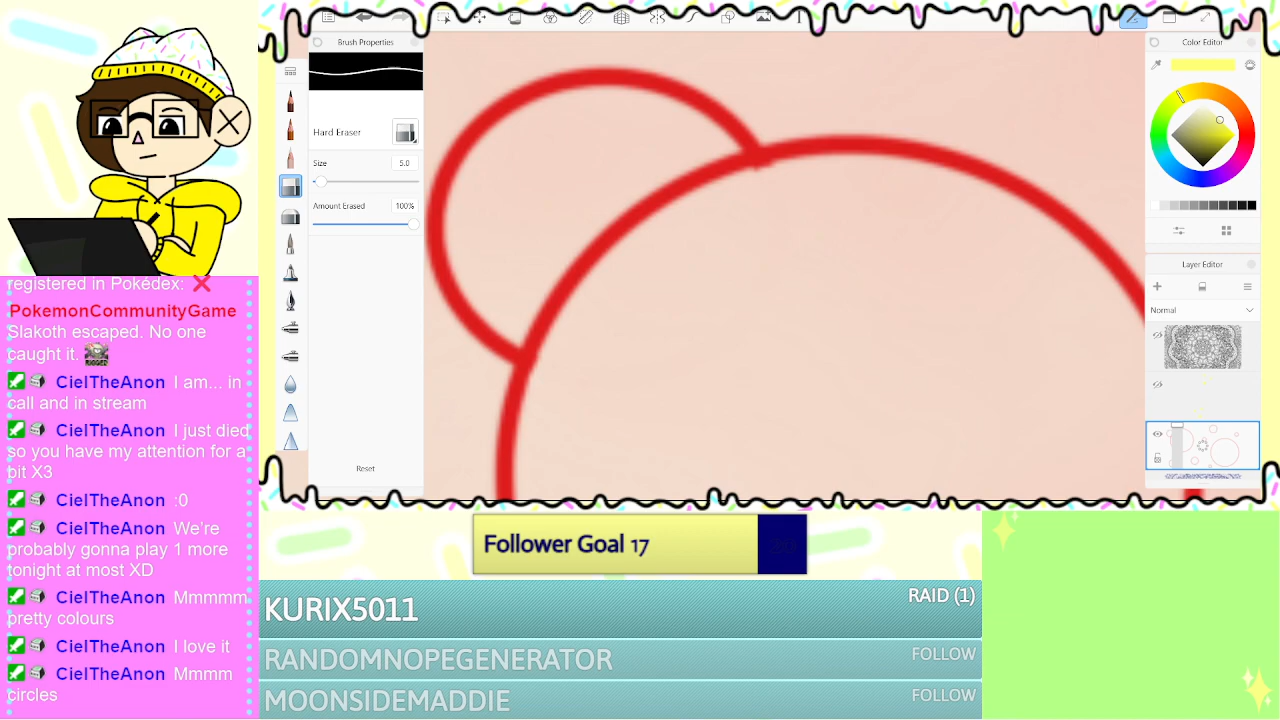 Brush Properties
Hard Eraser
Size
5.0
Amount Erased
100%
Reset
Color Editor
Layer Editor
Normal
registered in Pokédex: ❌
PokemonCommunityGame
Slakoth escaped. No one
caught it.
CielTheAnon I am... in
call and in stream
CielTheAnon I just died
so you have my attention for a
bit X3
CielTheAnon :0
CielTheAnon We're
probably gonna play 1 more
tonight at most XD
CielTheAnon Mmmmm
pretty colours
CielTheAnon I love it
CielTheAnon Mmmm
circles
Follower Goal 17
20
KURIX5011
RAID (1)
RANDOMNOPEGENERATOR
FOLLOW
MOONSIDEMADDIE
FOLLOW